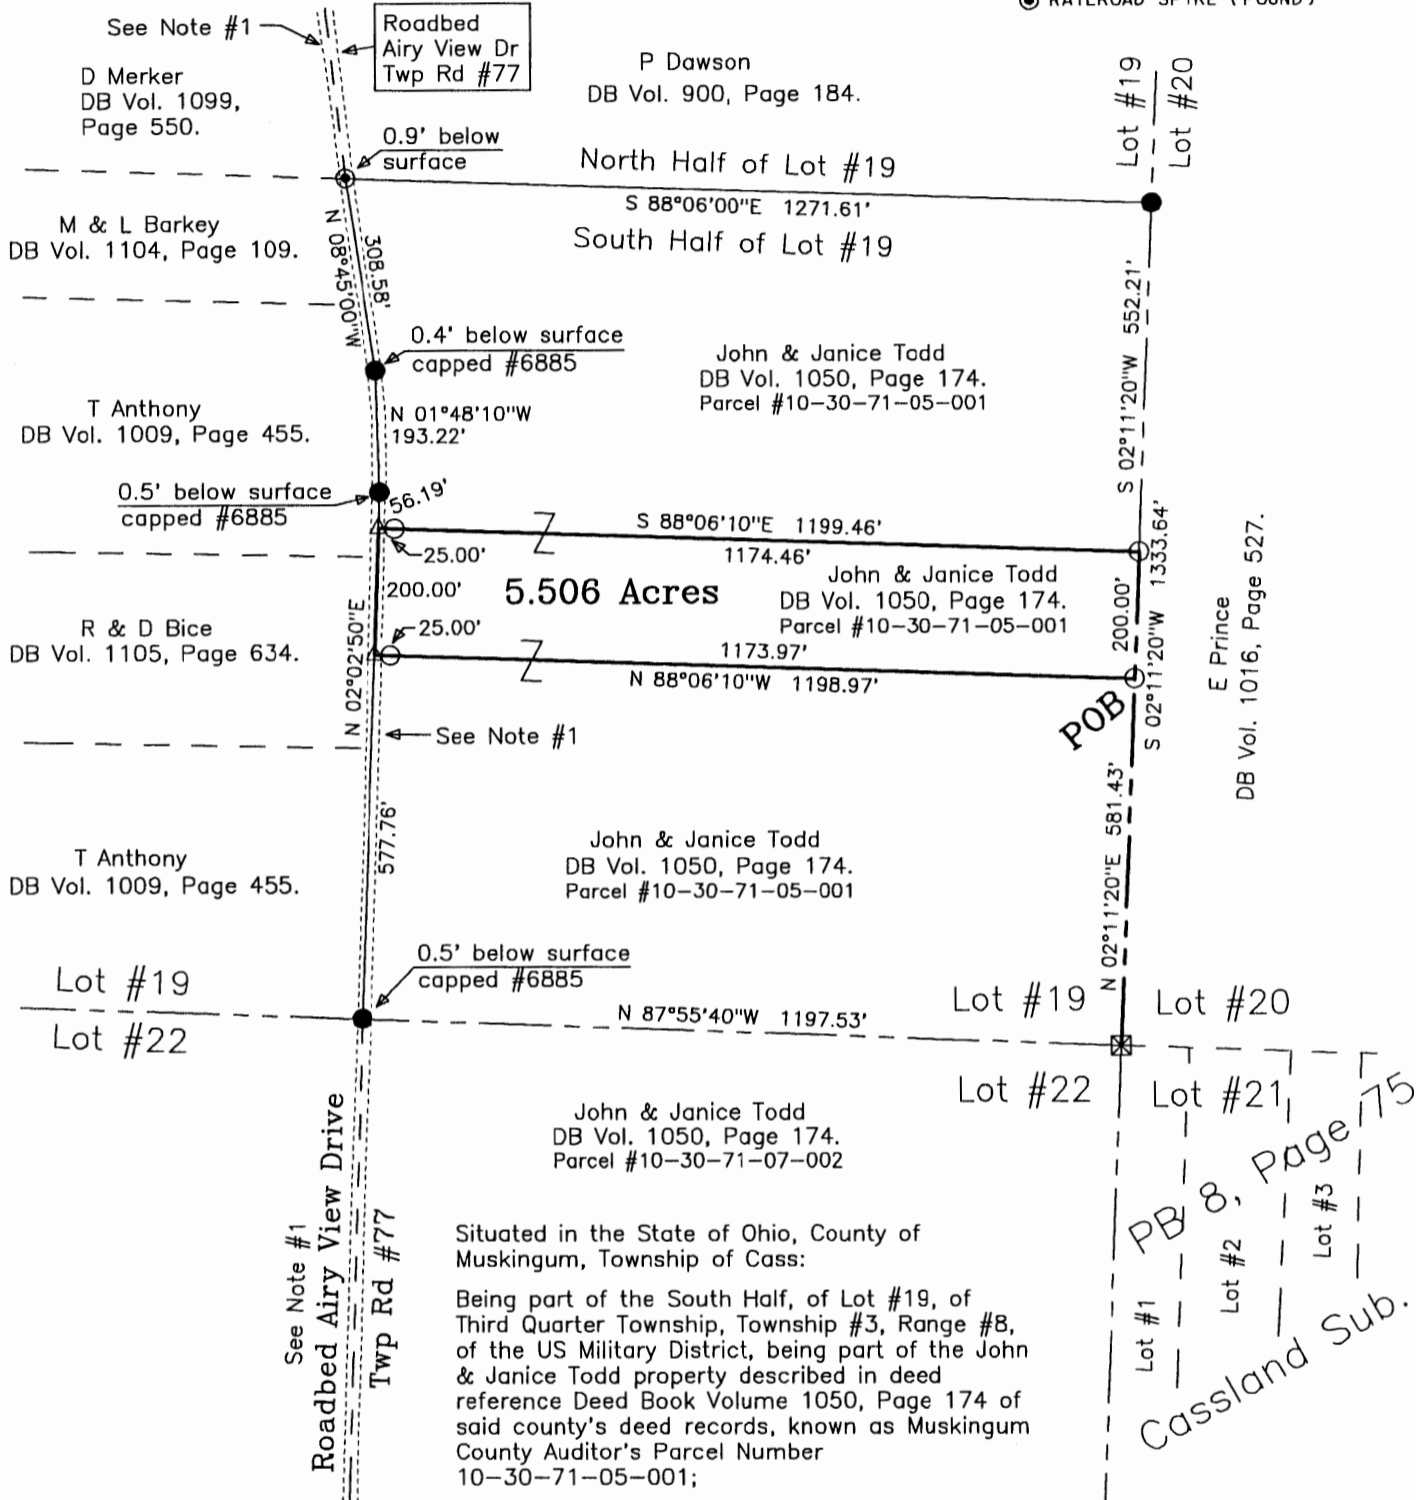 RAILROAD SPIKE (FOUND)
See Note #1
Roadbed
Airy View Dr
Twp Rd #77
P Dawson
DB Vol. 900, Page 184.
Lot #19
Lot #20
D Merker
DB Vol. 1099,
Page 550.
0.9' below
surface
North Half of Lot #19
S 88°06'00"E 1271.61'
South Half of Lot #19
M & L Barkey
DB Vol. 1104, Page 109.
N 08°45'00"W
308.58'
S 02°11'20"W 552.21'
0.4' below surface
capped #6885
John & Janice Todd
DB Vol. 1050, Page 174.
Parcel #10-30-71-05-001
T Anthony
DB Vol. 1009, Page 455.
N 01°48'10"W
193.22'
0.5' below surface
capped #6885
56.19'
S 88°06'10"E 1199.46'
25.00'
1174.46'
200.00'
5.506 Acres
John & Janice Todd
DB Vol. 1050, Page 174.
Parcel #10-30-71-05-001
200.00'
S 02°11'20"W 1333.64'
E Prince
DB Vol. 1016, Page 527.
R & D Bice
DB Vol. 1105, Page 634.
N 02°02'50"E
25.00'
1173.97'
N 88°06'10"W 1198.97'
POB
See Note #1
577.76'
N 02°11'20"E 581.43'
T Anthony
DB Vol. 1009, Page 455.
John & Janice Todd
DB Vol. 1050, Page 174.
Parcel #10-30-71-05-001
0.5' below surface
capped #6885
Lot #19
Lot #22
N 87°55'40"W 1197.53'
Lot #19
Lot #20
Lot #22
Lot #21
John & Janice Todd
DB Vol. 1050, Page 174.
Parcel #10-30-71-07-002
See Note #1
Roadbed Airy View Drive
Twp Rd #77
PB 8, Page 75
Lot #1
Lot #2
Lot #3
Cassland Sub.
Situated in the State of Ohio, County of
Muskingum, Township of Cass:
Being part of the South Half, of Lot #19, of
Third Quarter Township, Township #3, Range #8,
of the US Military District, being part of the John
& Janice Todd property described in deed
reference Deed Book Volume 1050, Page 174 of
said county's deed records, known as Muskingum
County Auditor's Parcel Number
10-30-71-05-001;